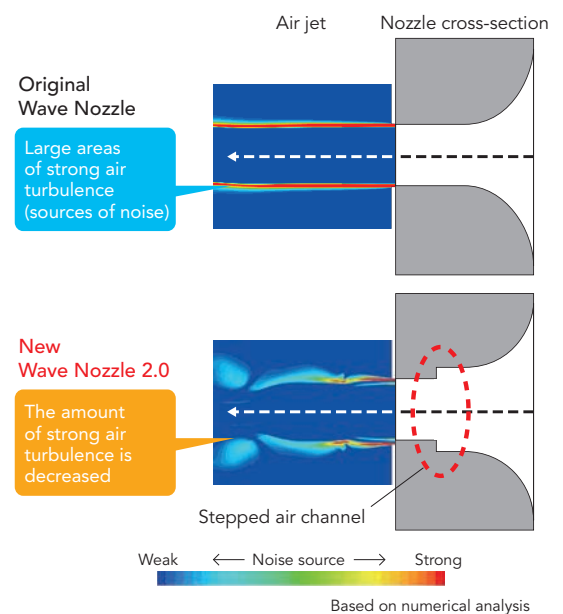 Air jet
Nozzle cross-section
Original
Wave Nozzle
Large areas
of strong air
turbulence
(sources of noise)
New
Wave Nozzle 2.0
The amount
of strong air
turbulence is
decreased
Stepped air channel
Weak ← Noise source → Strong
Based on numerical analysis